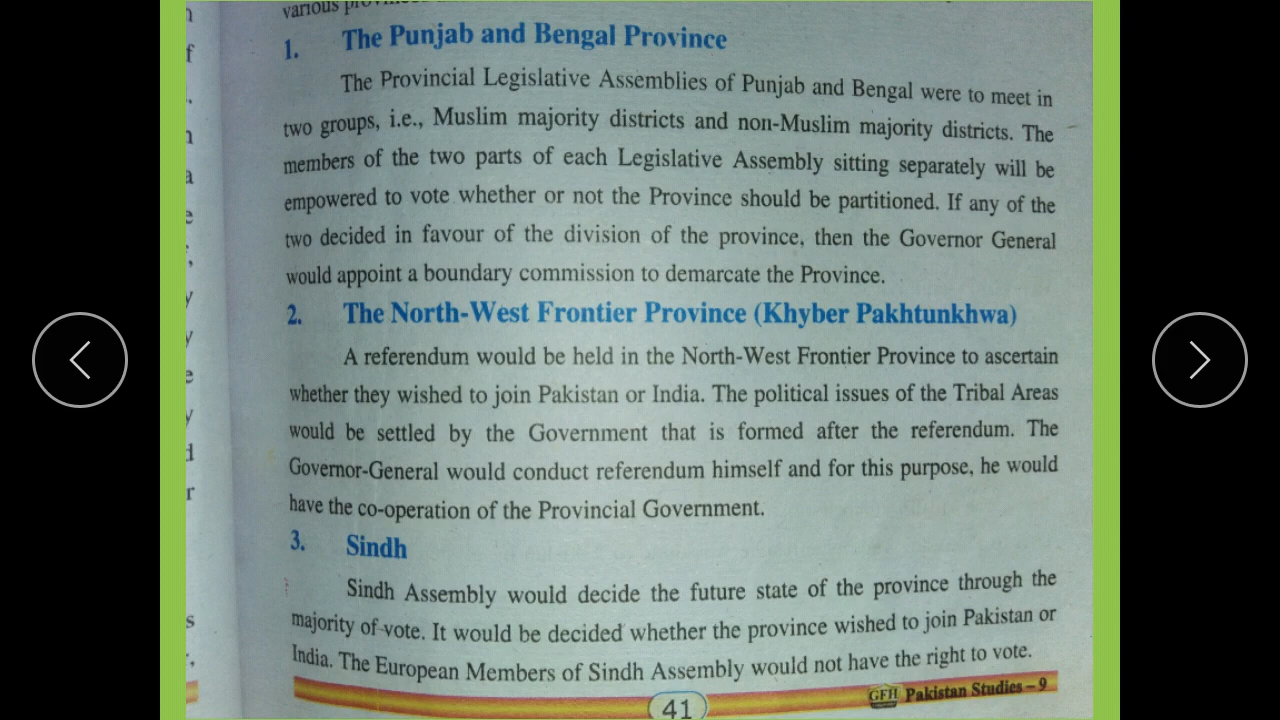 various
1. The Punjab and Bengal Province
The Provincial Legislative Assemblies of Punjab and Bengal were to meet in
two groups, i.e., Muslim majority districts and non-Muslim majority districts. The
members of the two parts of each Legislative Assembly sitting separately will be
empowered to vote whether or not the Province should be partitioned. If any of the
two decided in favour of the division of the province, then the Governor General
would appoint a boundary commission to demarcate the Province.
2. The North-West Frontier Province (Khyber Pakhtunkhwa)
A referendum would be held in the North-West Frontier Province to ascertain
whether they wished to join Pakistan or India. The political issues of the Tribal Areas
would be settled by the Government that is formed after the referendum. The
Governor-General would conduct referendum himself and for this purpose, he would
have the co-operation of the Provincial Government.
3. Sindh
Sindh Assembly would decide the future state of the province through the
majority of vote. It would be decided whether the province wished to join Pakistan or
India. The European Members of Sindh Assembly would not have the right to vote.
41
GFH Pakistan Studies – 9